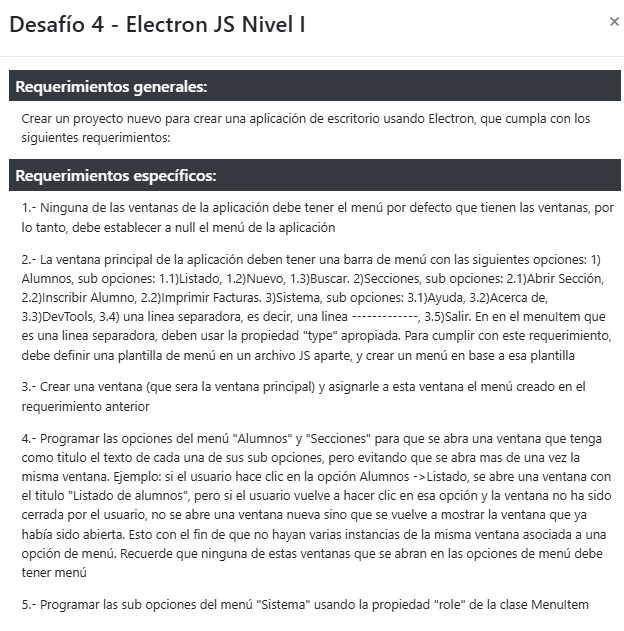 Desafío 4 - Electron JS Nivel I
×
Requerimientos generales:
Crear un proyecto nuevo para crear una aplicación de escritorio usando Electron, que cumpla con los
siguientes requerimientos:
Requerimientos específicos:
1.- Ninguna de las ventanas de la aplicación debe tener el menú por defecto que tienen las ventanas, por
lo tanto, debe establecer a null el menú de la aplicación
2.- La ventana principal de la aplicación deben tener una barra de menú con las siguientes opciones: 1)
Alumnos, sub opciones: 1.1)Listado, 1.2)Nuevo, 1.3)Buscar. 2)Secciones, sub opciones: 2.1)Abrir Sección,
2.2)Inscribir Alumno, 2.2)Imprimir Facturas. 3)Sistema, sub opciones: 3.1)Ayuda, 3.2)Acerca de,
3.3)DevTools, 3.4) una linea separadora, es decir, una linea -------------, 3.5)Salir. En en el menuItem que
es una linea separadora, deben usar la propiedad "type" apropiada. Para cumplir con este requerimiento,
debe definir una plantilla de menú en un archivo JS aparte, y crear un menú en base a esa plantilla
3.- Crear una ventana (que sera la ventana principal) y asignarle a esta ventana el menú creado en el
requerimiento anterior
4.- Programar las opciones del menú "Alumnos" y "Secciones" para que se abra una ventana que tenga
como titulo el texto de cada una de sus sub opciones, pero evitando que se abra mas de una vez la
misma ventana. Ejemplo: si el usuario hace clic en la opción Alumnos ->Listado, se abre una ventana con
el titulo "Listado de alumnos", pero si el usuario vuelve a hacer clic en esa opción y la ventana no ha sido
cerrada por el usuario, no se abre una ventana nueva sino que se vuelve a mostrar la ventana que ya
había sido abierta. Esto con el fin de que no hayan varias instancias de la misma ventana asociada a una
opción de menú. Recuerde que ninguna de estas ventanas que se abran en las opciones de menú debe
tener menú
5.- Programar las sub opciones del menú "Sistema" usando la propiedad "role" de la clase MenuItem